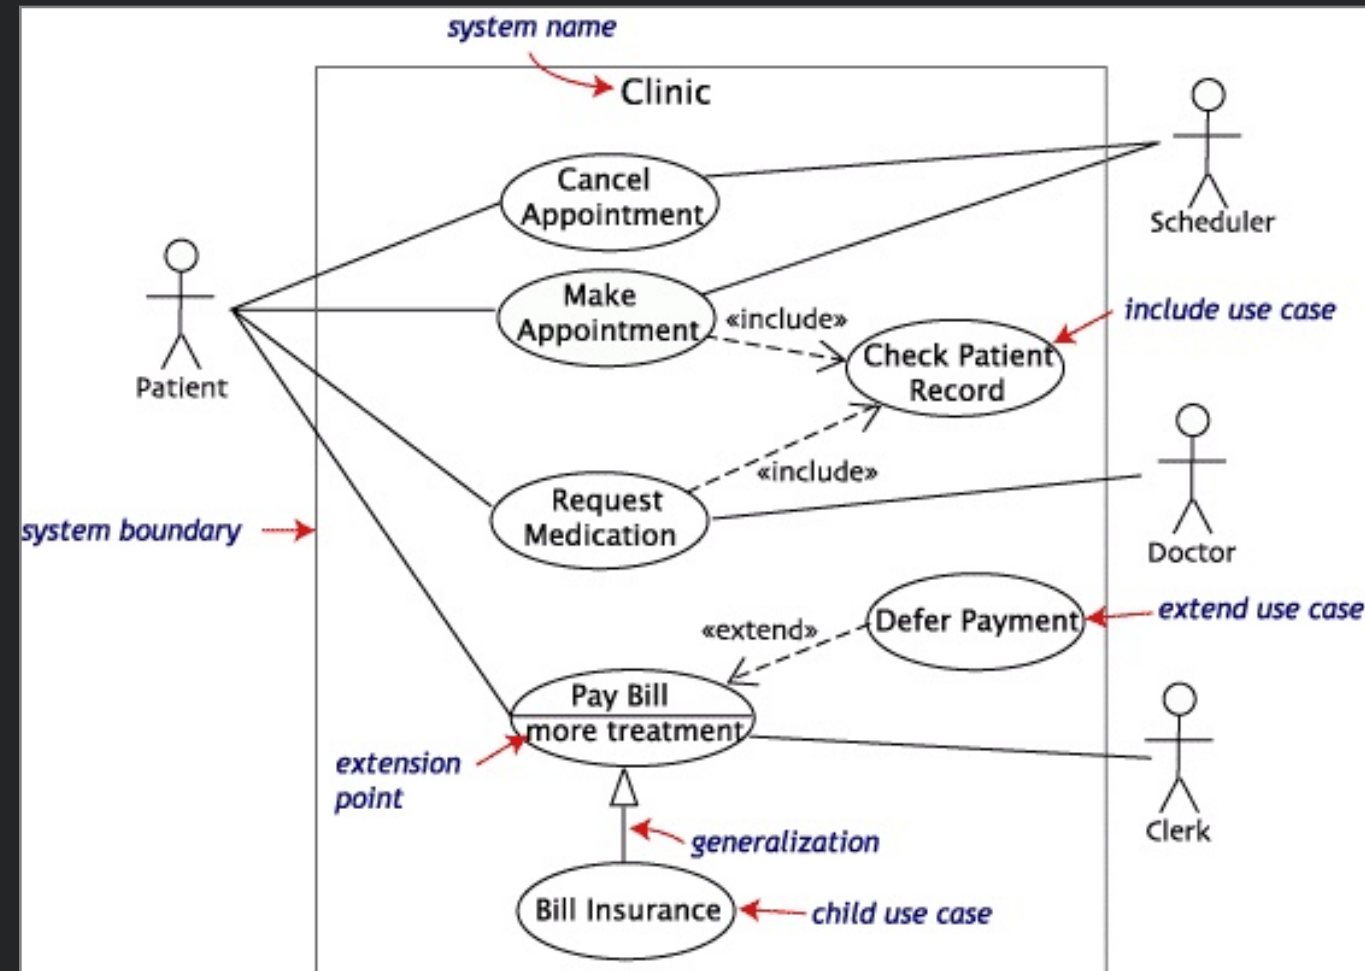 system name
Clinic
Cancel
Appointment
Scheduler
Make
Appointment
«include»
include use case
Check Patient
Record
Patient
«include»
Request
Medication
system boundary
Doctor
«extend»
Defer Payment
extend use case
Pay Bill
more treatment
extension
point
Clerk
generalization
Bill Insurance
child use case